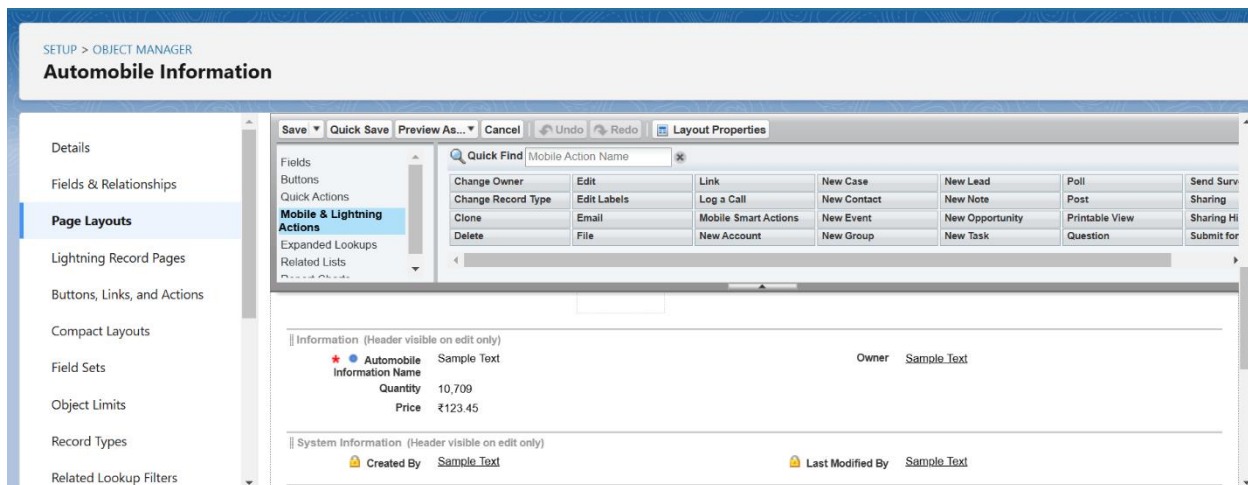 SETUP > OBJECT MANAGER
Automobile Information
Details
Fields & Relationships
Page Layouts
Lightning Record Pages
Buttons, Links, and Actions
Compact Layouts
Field Sets
Object Limits
Record Types
Related Lookup Filters
Save Quick Save Preview As... Cancel Undo Redo Layout Properties
Fields
Buttons
Quick Actions
Mobile & Lightning
Actions
Expanded Lookups
Related Lists
Quick Find Mobile Action Name
Change Owner Edit Link New Case New Lead Poll Send Surv
Change Record Type Edit Labels Log a Call New Contact New Note Post Sharing
Clone Email Mobile Smart Actions New Event New Opportunity Printable View Sharing Hi
Delete File New Account New Group New Task Question Submit for
Information (Header visible on edit only)
Automobile Sample Text Owner Sample Text
Information Name
Quantity 10,709
Price ₹123.45
System Information (Header visible on edit only)
Created By Sample Text Last Modified By Sample Text